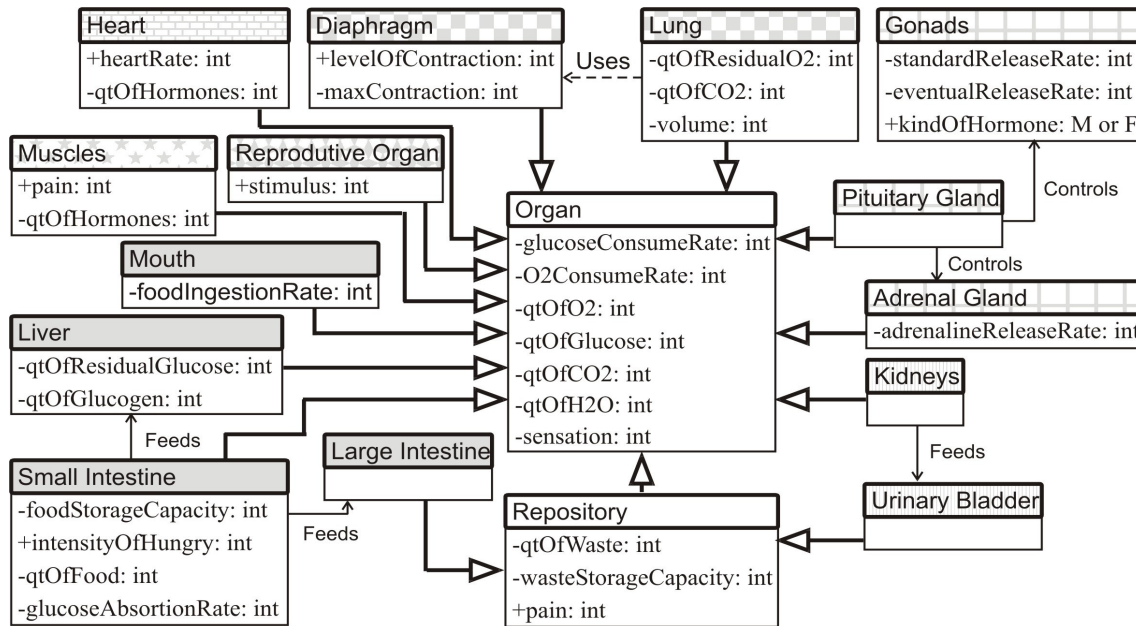 Heart
+heartRate: int
-qtOfHormones: int
Diaphragm
+levelOfContraction: int
-maxContraction: int
Uses
Lung
-qtOfResidualO2: int
-qtOfCO2: int
-volume: int
Gonads
-standardReleaseRate: int
-eventualReleaseRate: int
+kindOfHormone: M or F
Muscles
+pain: int
-qtOfHormones: int
Reprodutive Organ
+stimulus: int
Organ
-glucoseConsumeRate: int
-O2ConsumeRate: int
-qtOfO2: int
-qtOfGlucose: int
-qtOfCO2: int
-qtOfH2O: int
-sensation: int
Pituitary Gland
Controls
Controls
Mouth
-foodIngestionRate: int
Adrenal Gland
-adrenalineReleaseRate: int
Liver
-qtOfResidualGlucose: int
-qtOfGlucogen: int
Kidneys
Feeds
Feeds
Small Intestine
-foodStorageCapacity: int
+intensityOfHungry: int
-qtOfFood: int
-glucoseAbsortionRate: int
Feeds
Large Intestine
Repository
-qtOfWaste: int
-wasteStorageCapacity: int
+pain: int
Urinary Bladder